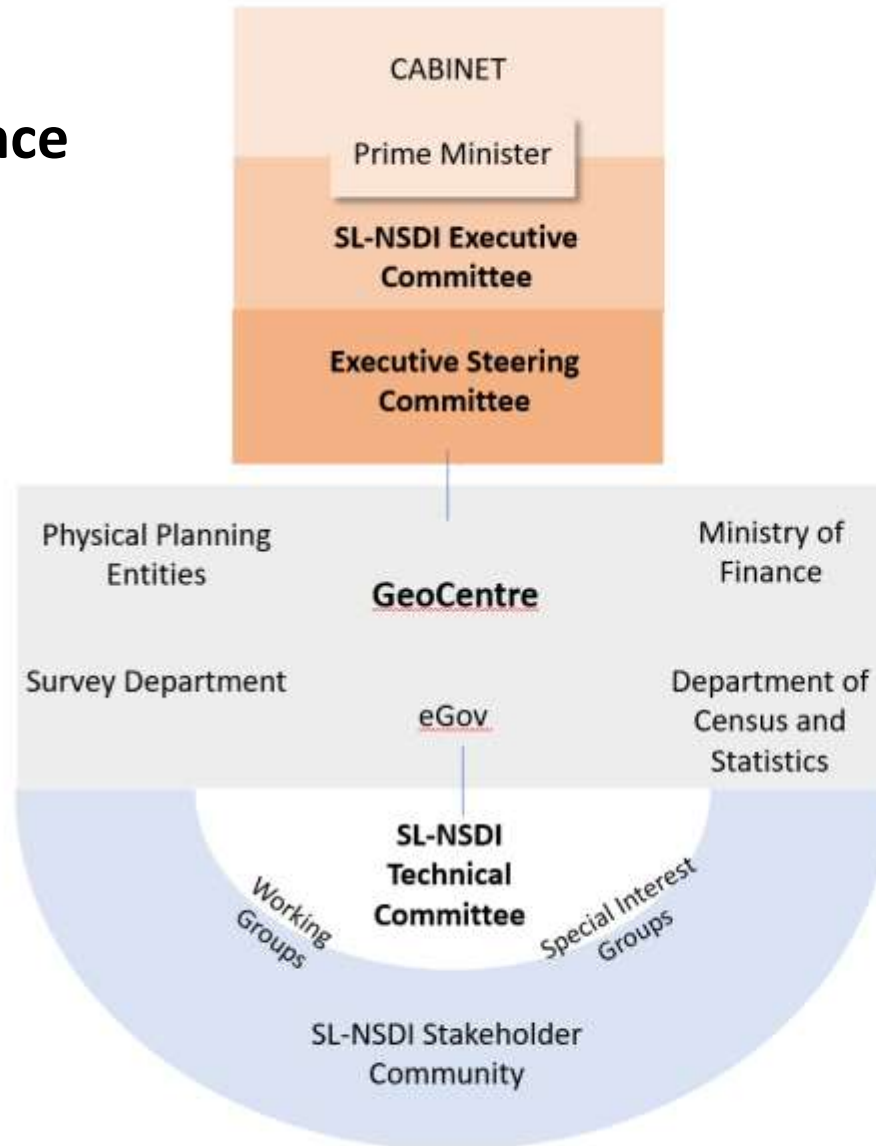 nce
CABINET
Prime Minister
SL-NSDI Executive
Committee
Executive Steering
Committee
Physical Planning
Entities
Ministry of
Finance
GeoCentre
Survey Department
eGov
Department of
Census and
Statistics
SL-NSDI
Technical
Committee
Working
Groups
Special Interest
Groups
SL-NSDI Stakeholder
Community